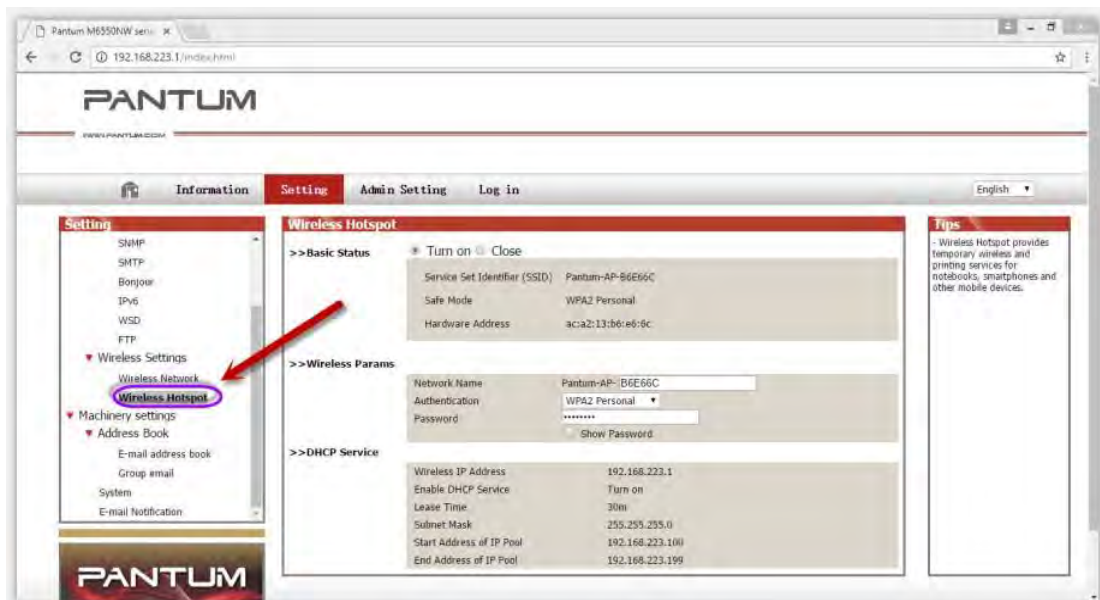 Pantum M6550NW serie
192.168.223.1/index.html
PANTUM
WWW.PANTUM.COM
Information Setting Admin Setting Log in English
Setting
SNMP
SMTP
Bonjour
IPv6
WSD
FTP
Wireless Settings
Wireless Network
Wireless Hotspot
Machinery settings
Address Book
E-mail address book
Group email
System
E-mail Notification
PANTUM
Wireless Hotspot
>>Basic Status Turn on Close
Service Set Identifier (SSID) Pantum-AP-B6E66C
Safe Mode WPA2 Personal
Hardware Address ac:a2:13:b6:e6:6c
>>Wireless Params
Network Name Pantum-AP- B6E66C
Authentication WPA2 Personal
Password ••••••••
Show Password
>>DHCP Service
Wireless IP Address 192.168.223.1
Enable DHCP Service Turn on
Lease Time 30m
Subnet Mask 255.255.255.0
Start Address of IP Pool 192.168.223.100
End Address of IP Pool 192.168.223.199
Tips
- Wireless Hotspot provides
temporary wireless and
printing services for
notebooks, smartphones and
other mobile devices.